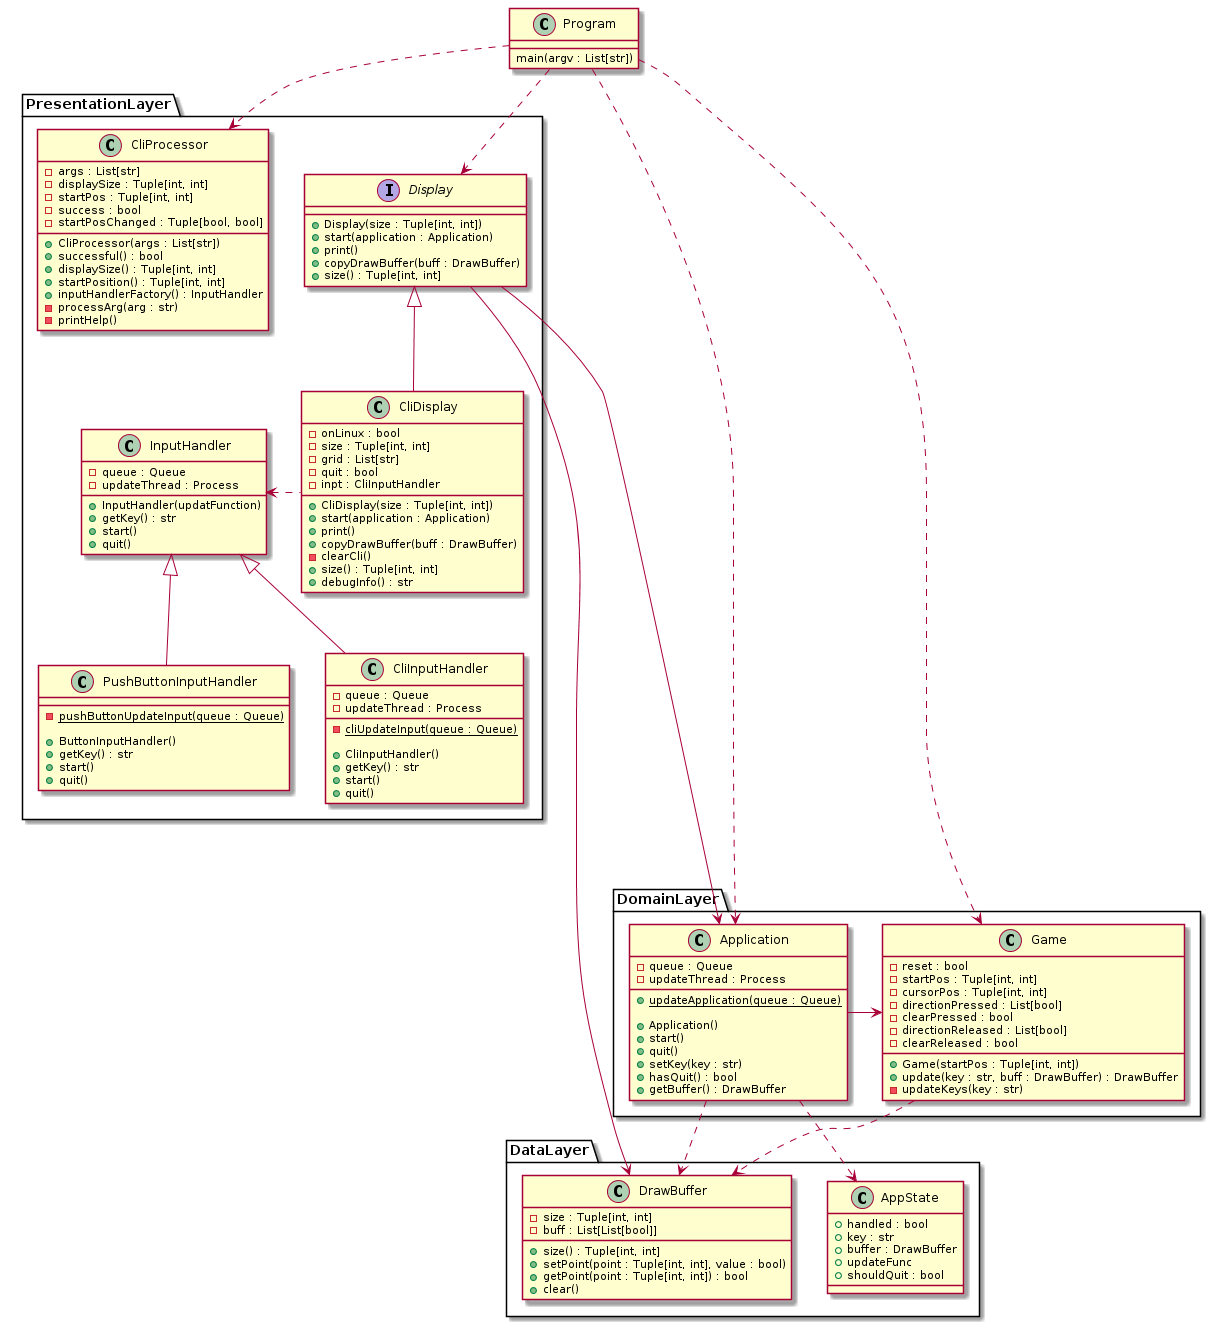 C Program
main(argv : List[str])
PresentationLayer
C CliProcessor
args : List[str]
displaySize : Tuple[int, int]
startPos : Tuple[int, int]
success : bool
startPosChanged : Tuple[bool, bool]
CliProcessor(args : List[str])
successful() : bool
displaySize() : Tuple[int, int]
startPosition() : Tuple[int, int]
inputHandlerFactory() : InputHandler
processArg(arg : str)
printHelp()
I Display
Display(size : Tuple[int, int])
start(application : Application)
print()
copyDrawBuffer(buff : DrawBuffer)
size() : Tuple[int, int]
C InputHandler
queue : Queue
updateThread : Process
InputHandler(updatFunction)
getKey() : str
start()
quit()
C CliDisplay
onLinux : bool
size : Tuple[int, int]
grid : List[str]
quit : bool
inpt : CliInputHandler
CliDisplay(size : Tuple[int, int])
start(application : Application)
print()
copyDrawBuffer(buff : DrawBuffer)
clearCli()
size() : Tuple[int, int]
debugInfo() : str
C PushButtonInputHandler
pushButtonUpdateInput(queue : Queue)
ButtonInputHandler()
getKey() : str
start()
quit()
C CliInputHandler
queue : Queue
updateThread : Process
cliUpdateInput(queue : Queue)
CliInputHandler()
getKey() : str
start()
quit()
DomainLayer
C Application
queue : Queue
updateThread : Process
updateApplication(queue : Queue)
Application()
start()
quit()
setKey(key : str)
hasQuit() : bool
getBuffer() : DrawBuffer
C Game
reset : bool
startPos : Tuple[int, int]
cursorPos : Tuple[int, int]
directionPressed : List[bool]
clearPressed : bool
directionReleased : List[bool]
clearReleased : bool
Game(startPos : Tuple[int, int])
update(key : str, buff : DrawBuffer) : DrawBuffer
updateKeys(key : str)
DataLayer
C DrawBuffer
size : Tuple[int, int]
buff : List[List[bool]]
size() : Tuple[int, int]
setPoint(point : Tuple[int, int], value : bool)
getPoint(point : Tuple[int, int]) : bool
clear()
C AppState
handled : bool
key : str
buffer : DrawBuffer
updateFunc
shouldQuit : bool